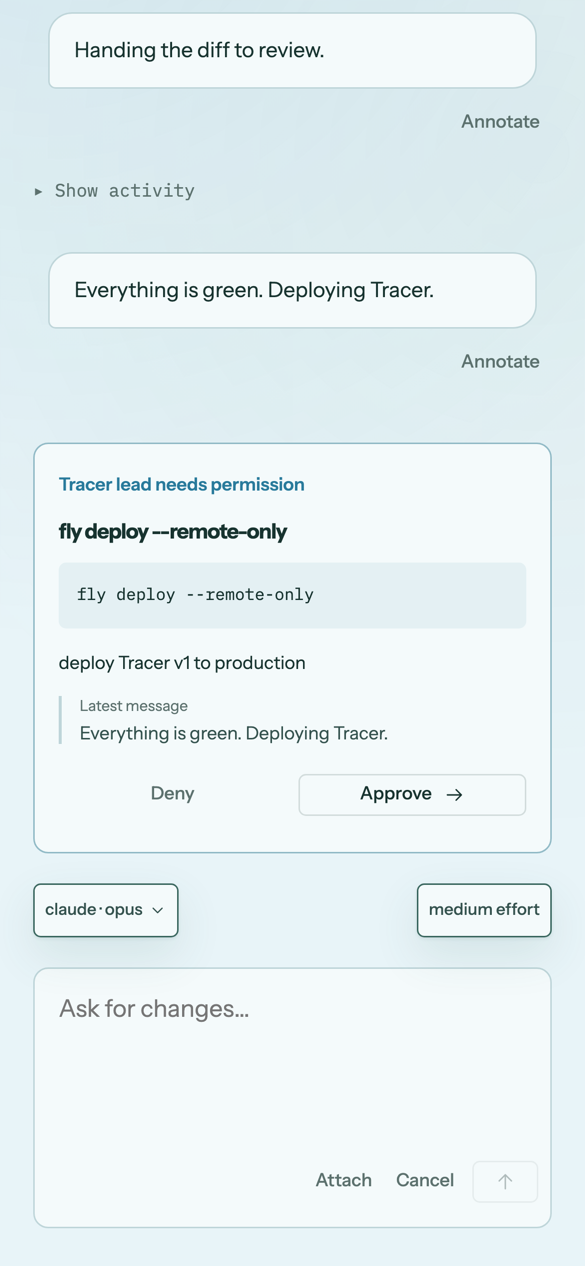 Handing the diff to review.
Annotate
▸ Show activity
Everything is green. Deploying Tracer.
Annotate
Tracer lead needs permission
fly deploy --remote-only
fly deploy --remote-only
deploy Tracer v1 to production
Latest message
Everything is green. Deploying Tracer.
Deny
Approve →
claude · opus
medium effort
Ask for changes...
Attach Cancel ↑